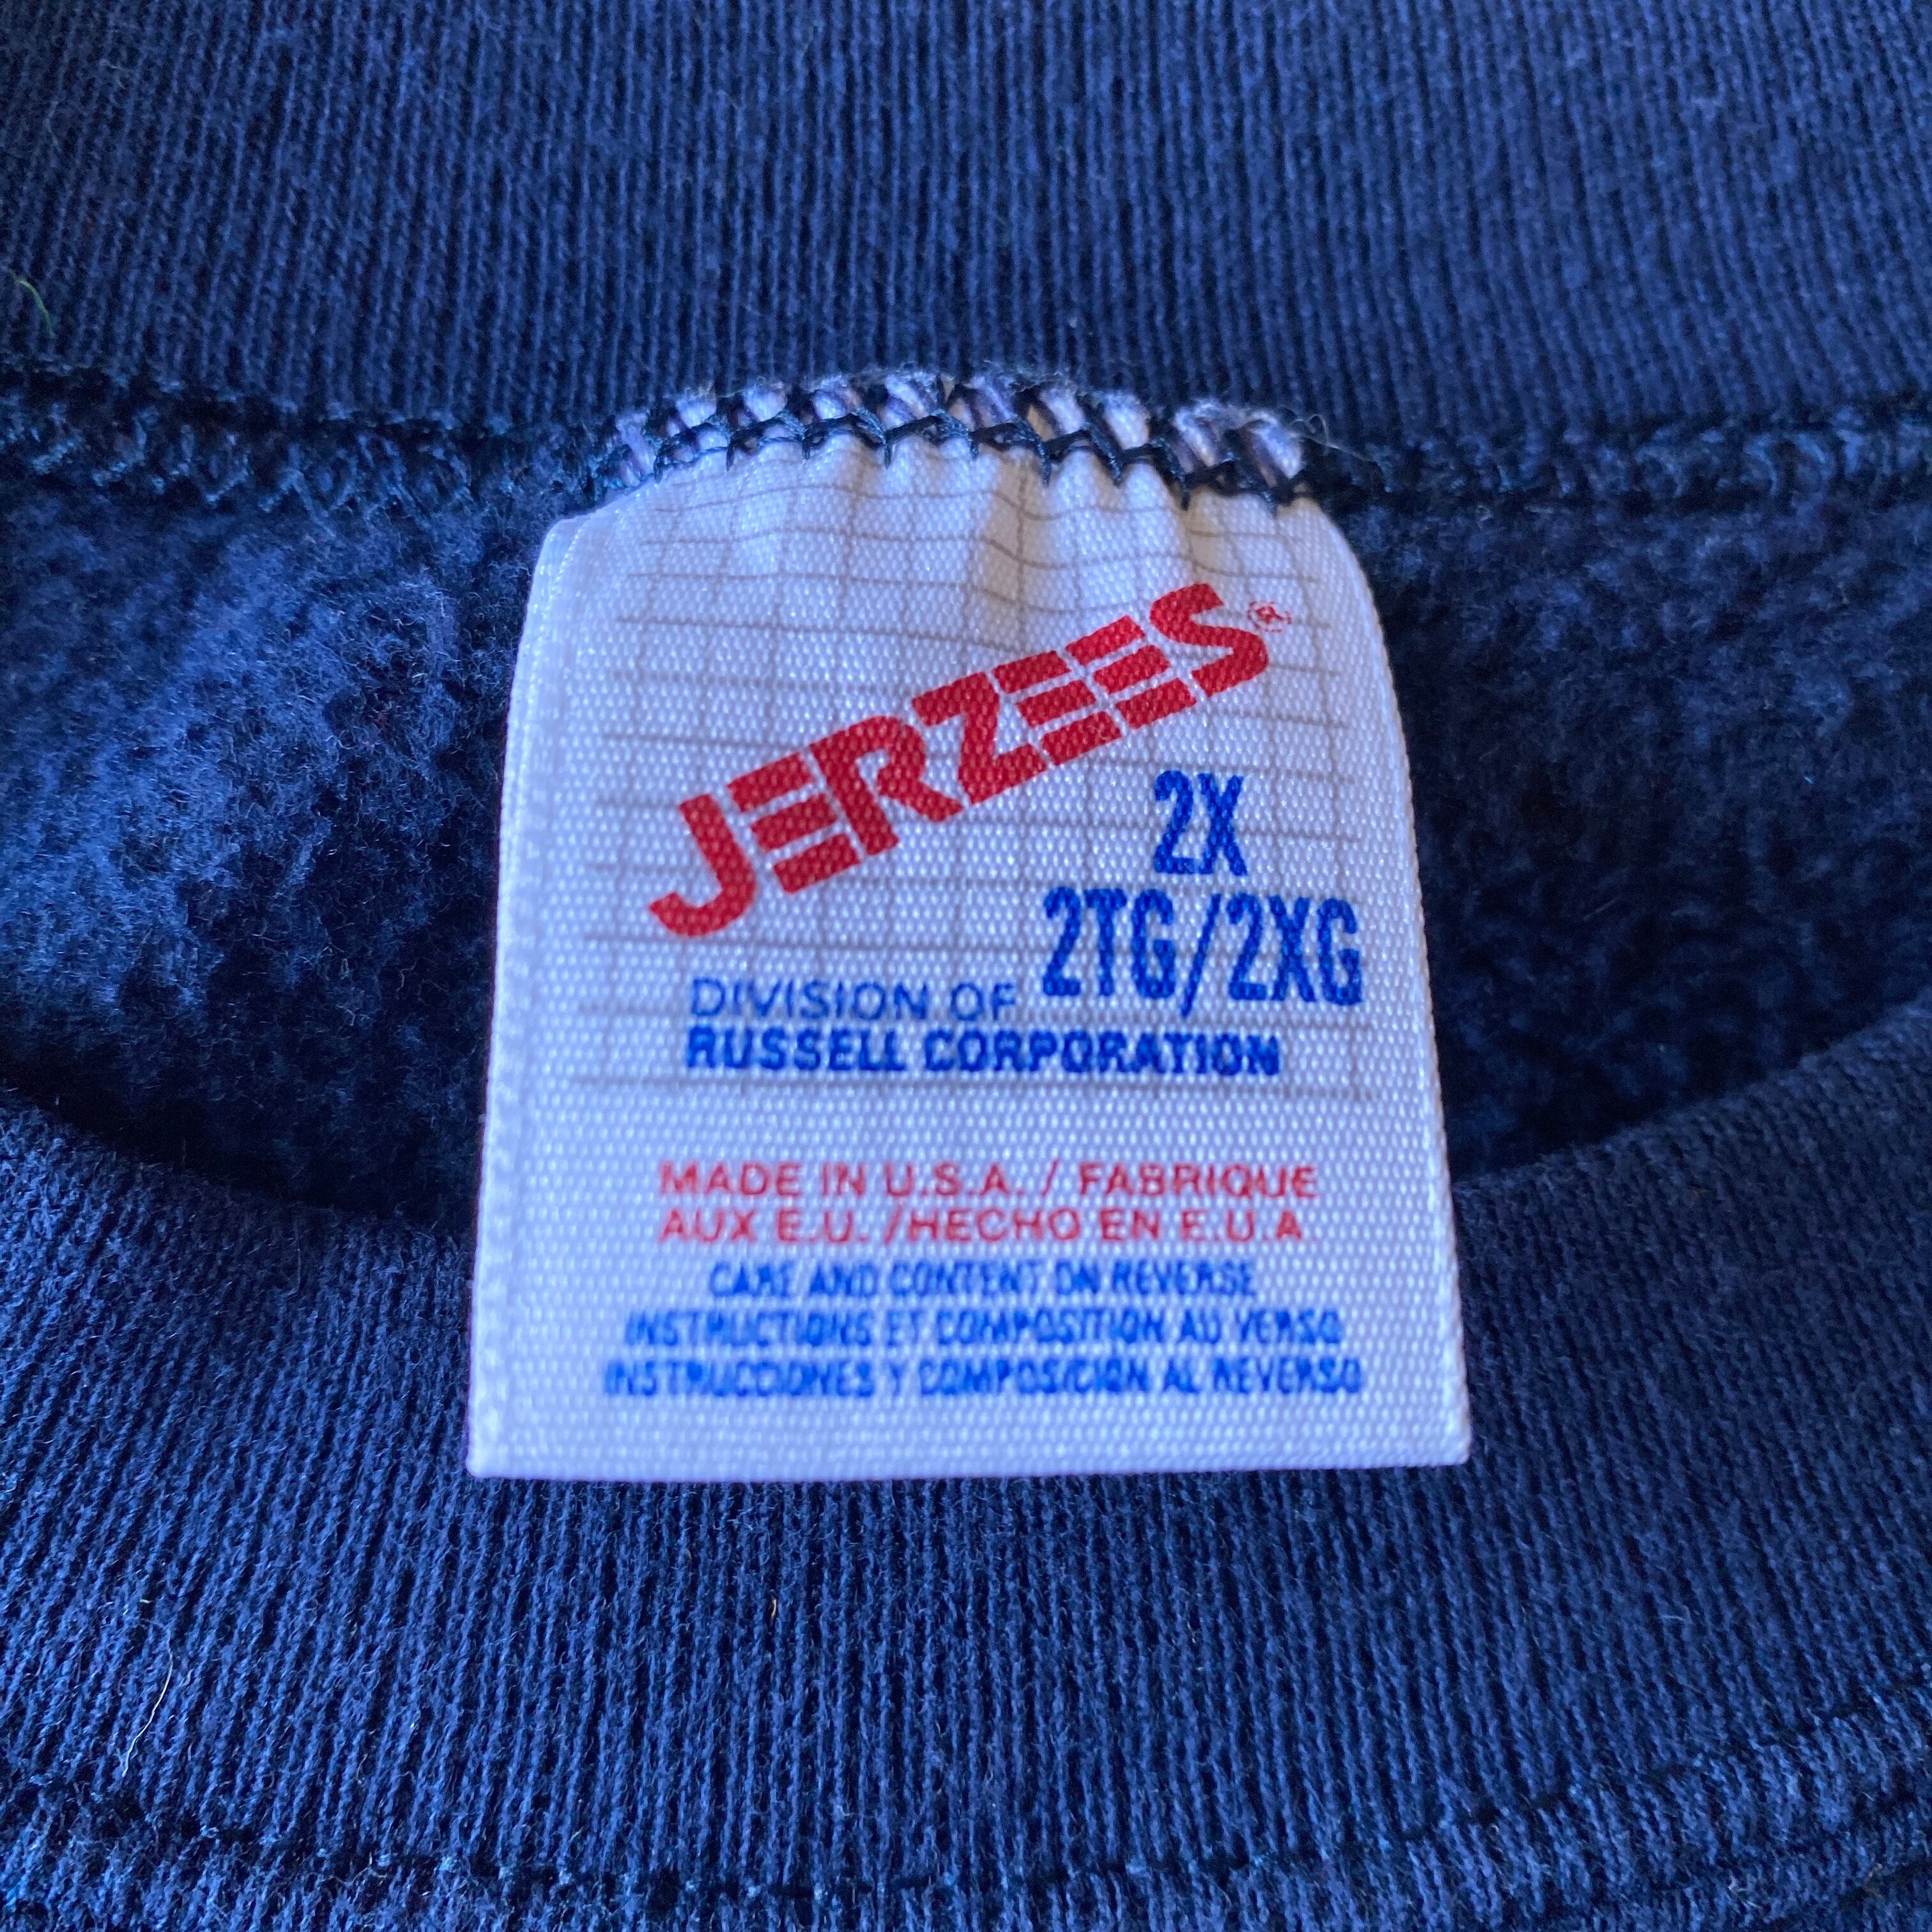 JERZEES®
2X
2TG/2XG
DIVISION OF
RUSSELL CORPORATION
MADE IN U.S.A. / FABRIQUE
AUX E.U. /HECHO EN E.U.A
CARE AND CONTENT ON REVERSE
INSTRUCTIONS ET COMPOSITION AU VERSO
INSTRUCCIONES Y COMPOSICION AL REVERSO